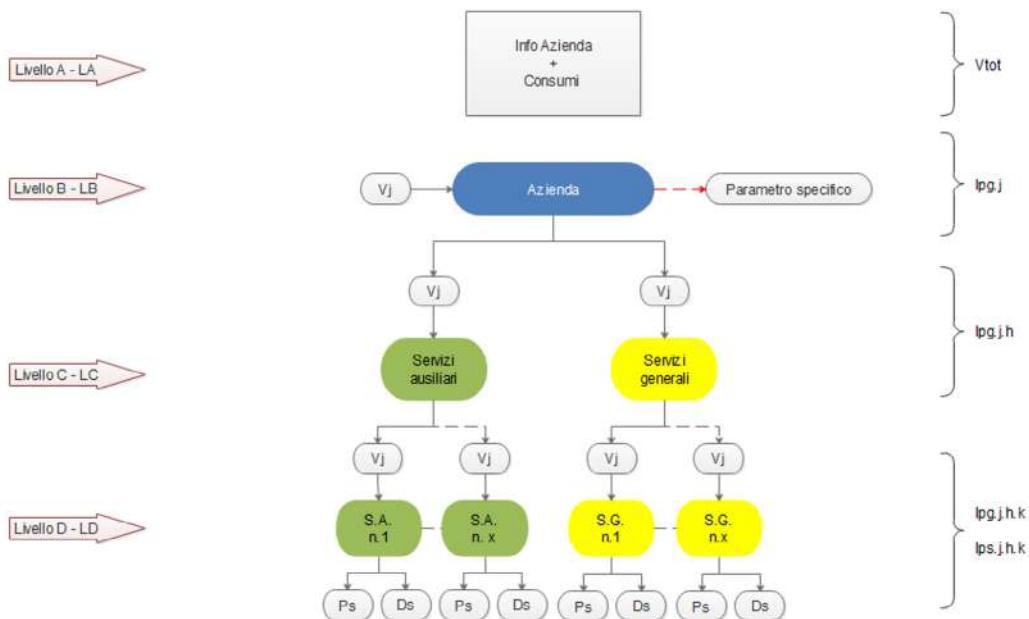 Livello A - LA
Info Azienda
+
Consumi
Vtot
Livello B - LB
Vj
Azienda
Parametro specifico
Ipg.j
Vj
Vj
Ipg.j.h
Livello C - LC
Servizi
ausiliari
Servizi
generali
Vj
Vj
Vj
Vj
Livello D - LD
S.A.
n.1
S.A.
n. x
S.G.
n.1
S.G.
n.x
Ipg.j.h.k
Ips.j.h.k
Ps
Ds
Ps
Ds
Ps
Ds
Ps
Ds